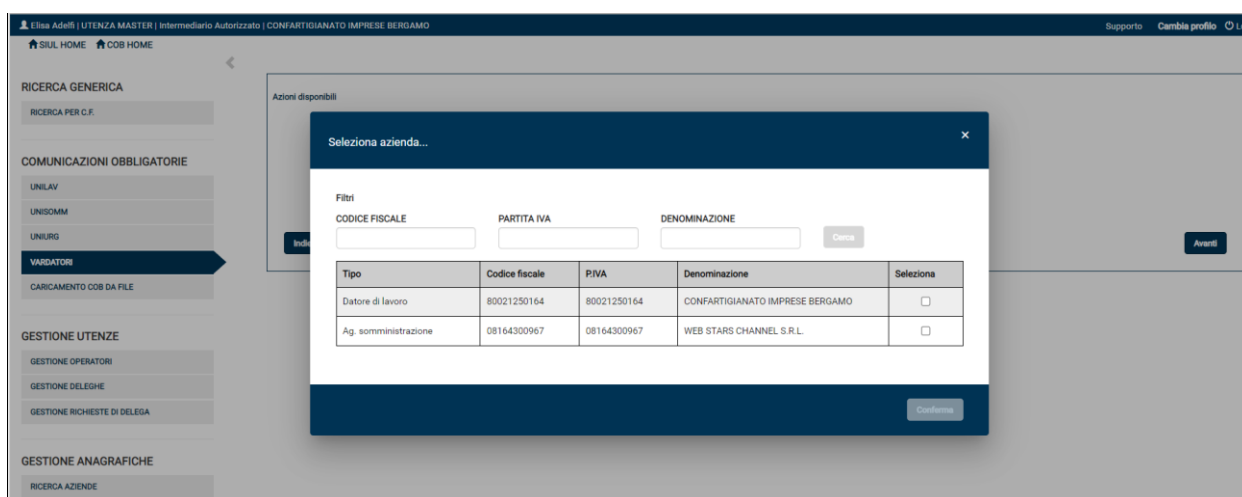 Elisa Adelfi | UTENZA MASTER | Intermediario Autorizzato | CONFARTIGIANATO IMPRESE BERGAMO
Supporto Cambia profilo
SIUL HOME COB HOME
RICERCA GENERICA
RICERCA PER C.F.
COMUNICAZIONI OBBLIGATORIE
UNILAV
UNISOMM
UNIURG
VARDATORI
CARICAMENTO COB DA FILE
GESTIONE UTENZE
GESTIONE OPERATORI
GESTIONE DELEGHE
GESTIONE RICHIESTE DI DELEGA
GESTIONE ANAGRAFICHE
RICERCA AZIENDE
Azioni disponibili
Avanti
Seleziona azienda... ×
Filtri
CODICE FISCALE PARTITA IVA DENOMINAZIONE
Cerca
Tipo Codice fiscale P.IVA Denominazione Seleziona
Datore di lavoro 80021250164 80021250164 CONFARTIGIANATO IMPRESE BERGAMO
Ag. somministrazione 08164300967 08164300967 WEB STARS CHANNEL S.R.L.
Conferma